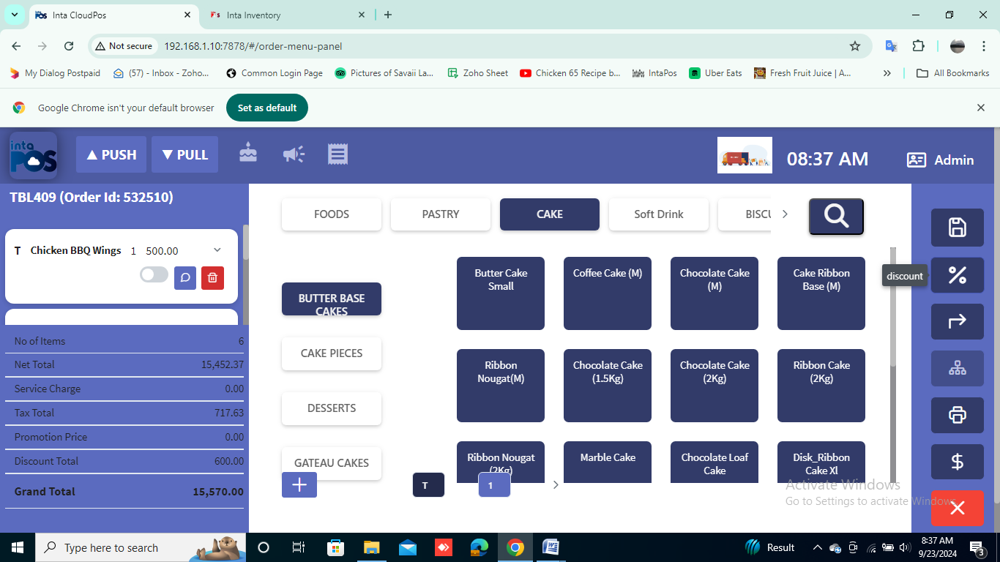 Inta CloudPos
Inta Inventory
Not secure
192.168.1.10:7878/#/order-menu-panel
My Dialog Postpaid
(57) - Inbox - Zoho...
Common Login Page
Pictures of Savaii La...
Zoho Sheet
Chicken 65 Recipe b...
IntaPos
Uber Eats
Fresh Fruit Juice | A...
All Bookmarks
Google Chrome isn't your default browser
Set as default
inta
POS
PUSH
PULL
08:37 AM
Admin
TBL409 (Order Id: 532510)
T Chicken BBQ Wings 1 500.00
No of Items 6
Net Total 15,452.37
Service Charge 0.00
Tax Total 717.63
Promotion Price 0.00
Discount Total 600.00
Grand Total 15,570.00
FOODS
PASTRY
CAKE
Soft Drink
BISCU
BUTTER BASE
CAKES
CAKE PIECES
DESSERTS
GATEAU CAKES
Butter Cake
Small
Coffee Cake (M)
Chocolate Cake
(M)
Cake Ribbon
Base (M)
Ribbon
Nougat(M)
Chocolate Cake
(1.5Kg)
Chocolate Cake
(2Kg)
Ribbon Cake
(2Kg)
Ribbon Nougat
(2Kg)
Marble Cake
Chocolate Loaf
Cake
Disk_Ribbon
Cake Xl
T
1
discount
Activate Windows
Go to Settings to activate Windows.
Type here to search
Result
8:37 AM
9/23/2024
3